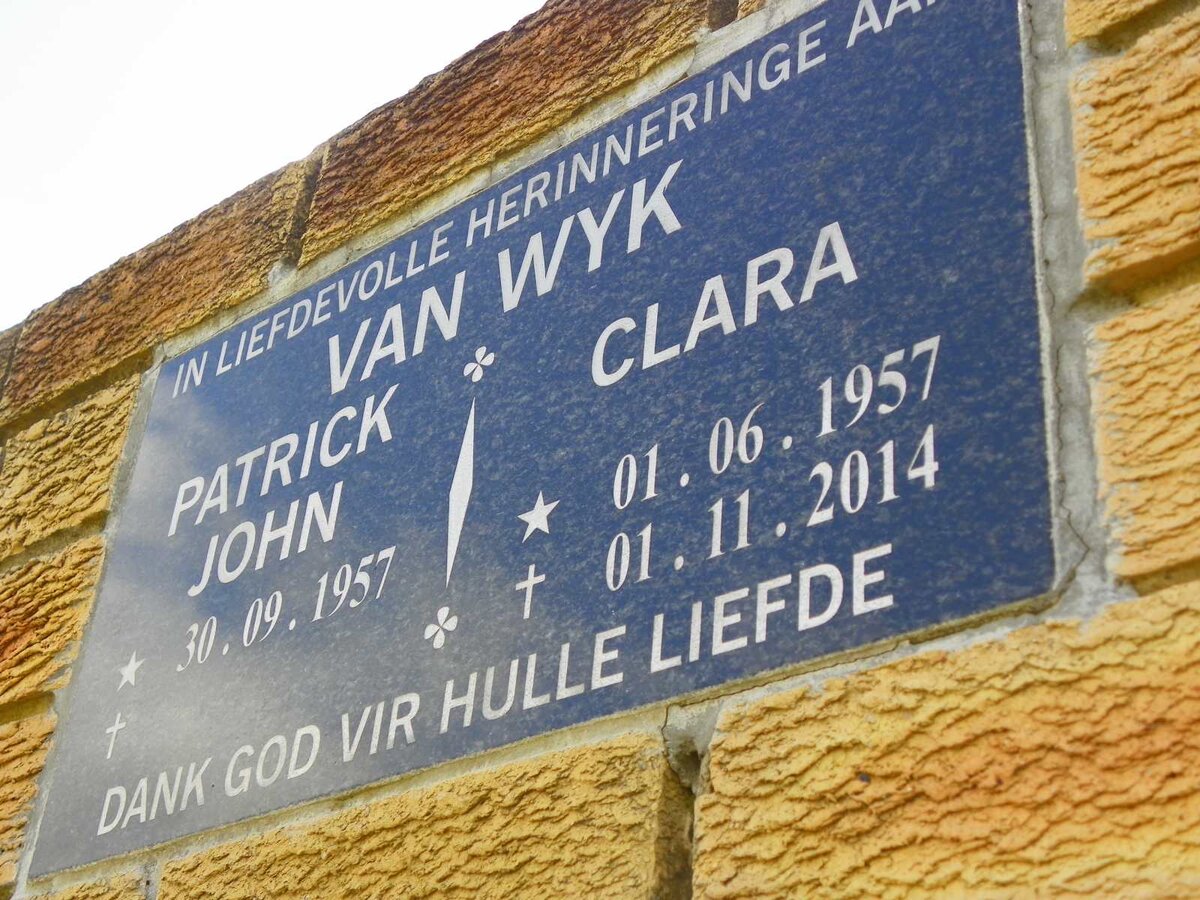 IN LIEFDEVOLLE HERINNERINGE AAN
VAN WYK
PATRICK
JOHN
30.09.1957
CLARA
01.06.1957
01.11.2014
DANK GOD VIR HULLE LIEFDE